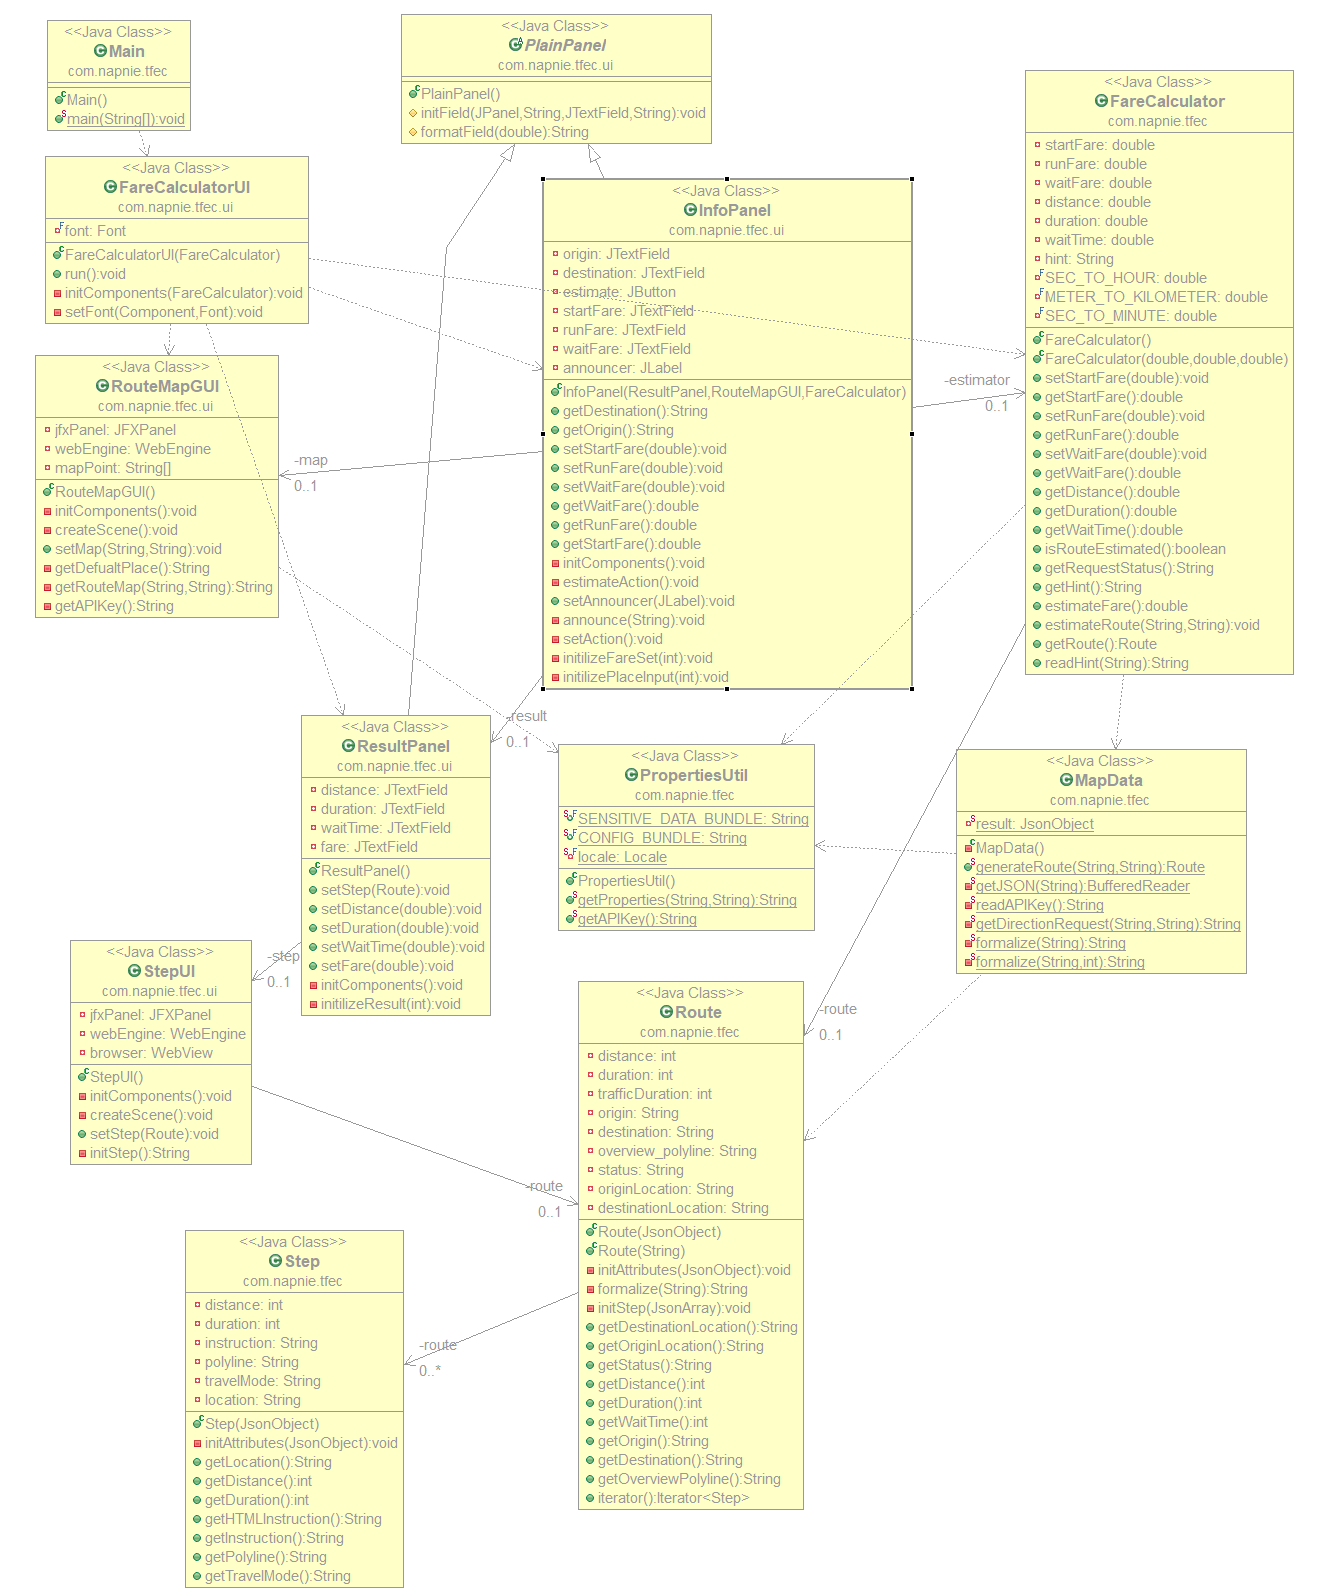 <<Java Class>>
Main
com.napnie.tfec
Main()
main(String[]):void
<<Java Class>>
PlainPanel
com.napnie.tfec.ui
PlainPanel()
initField(JPanel,String,JTextField,String):void
formatField(double):String
<<Java Class>>
FareCalculator
com.napnie.tfec
startFare: double
runFare: double
waitFare: double
distance: double
duration: double
waitTime: double
hint: String
SEC_TO_HOUR: double
METER_TO_KILOMETER: double
SEC_TO_MINUTE: double
FareCalculator()
FareCalculator(double,double,double)
setStartFare(double):void
getStartFare():double
setRunFare(double):void
getRunFare():double
setWaitFare(double):void
getWaitFare():double
getDistance():double
getDuration():double
getWaitTime():double
isRouteEstimated():boolean
getRequestStatus():String
getHint():String
estimateFare():double
estimateRoute(String,String):void
getRoute():Route
readHint(String):String
<<Java Class>>
FareCalculatorUI
com.napnie.tfec.ui
font: Font
FareCalculatorUI(FareCalculator)
run():void
initComponents(FareCalculator):void
setFont(Component,Font):void
<<Java Class>>
InfoPanel
com.napnie.tfec.ui
origin: JTextField
destination: JTextField
estimate: JButton
startFare: JTextField
runFare: JTextField
waitFare: JTextField
announcer: JLabel
InfoPanel(ResultPanel,RouteMapGUI,FareCalculator)
getDestination():String
getOrigin():String
setStartFare(double):void
setRunFare(double):void
setWaitFare(double):void
getWaitFare():double
getRunFare():double
getStartFare():double
initComponents():void
estimateAction():void
setAnnouncer(JLabel):void
announce(String):void
setAction():void
initilizeFareSet(int):void
initilizePlaceInput(int):void
-estimator
0..1
<<Java Class>>
RouteMapGUI
com.napnie.tfec.ui
jfxPanel: JFXPanel
webEngine: WebEngine
mapPoint: String[]
RouteMapGUI()
initComponents():void
createScene():void
setMap(String,String):void
getDefualtPlace():String
getRouteMap(String,String):String
getAPIKey():String
-map
0..1
-result
0..1
<<Java Class>>
ResultPanel
com.napnie.tfec.ui
distance: JTextField
duration: JTextField
waitTime: JTextField
fare: JTextField
ResultPanel()
setStep(Route):void
setDistance(double):void
setDuration(double):void
setWaitTime(double):void
setFare(double):void
initComponents():void
initilizeResult(int):void
<<Java Class>>
PropertiesUtil
com.napnie.tfec
SENSITIVE_DATA_BUNDLE: String
CONFIG_BUNDLE: String
locale: Locale
PropertiesUtil()
getProperties(String,String):String
getAPIKey():String
<<Java Class>>
MapData
com.napnie.tfec
result: JsonObject
MapData()
generateRoute(String,String):Route
getJSON(String):BufferedReader
readAPIKey():String
getDirectionRequest(String,String):String
formalize(String):String
formalize(String,int):String
-step
0..1
<<Java Class>>
StepUI
com.napnie.tfec.ui
jfxPanel: JFXPanel
webEngine: WebEngine
browser: WebView
StepUI()
initComponents():void
createScene():void
setStep(Route):void
initStep():String
-route
0..1
<<Java Class>>
Route
com.napnie.tfec
distance: int
duration: int
trafficDuration: int
origin: String
destination: String
overview_polyline: String
status: String
originLocation: String
destinationLocation: String
Route(JsonObject)
Route(String)
initAttributes(JsonObject):void
formalize(String):String
initStep(JsonArray):void
getDestinationLocation():String
getOriginLocation():String
getStatus():String
getDistance():int
getDuration():int
getWaitTime():int
getOrigin():String
getDestination():String
getOverviewPolyline():String
iterator():Iterator<Step>
-route
0..1
<<Java Class>>
Step
com.napnie.tfec
distance: int
duration: int
instruction: String
polyline: String
travelMode: String
location: String
Step(JsonObject)
initAttributes(JsonObject):void
getLocation():String
getDistance():int
getDuration():int
getHTMLInstruction():String
getInstruction():String
getPolyline():String
getTravelMode():String
-route
0..*